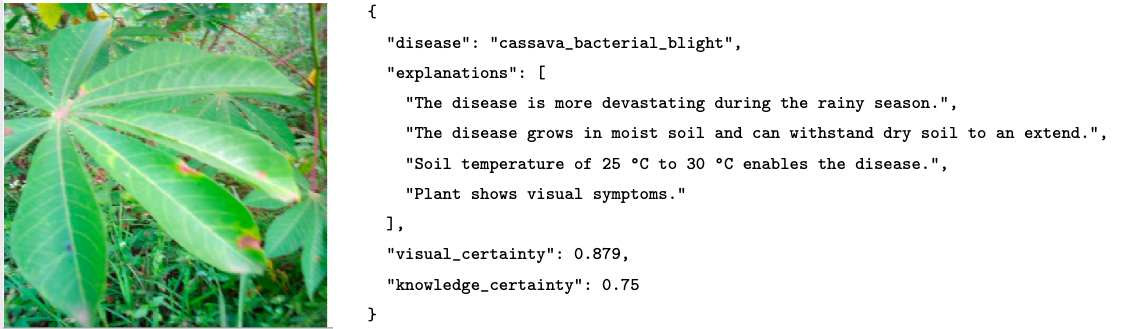 {
"disease": "cassava_bacterial_blight",
"explanations": [
"The disease is more devastating during the rainy season.",
"The disease grows in moist soil and can withstand dry soil to an extend.",
"Soil temperature of 25 °C to 30 °C enables the disease.",
"Plant shows visual symptoms."
],
"visual_certainty": 0.879,
"knowledge_certainty": 0.75
}